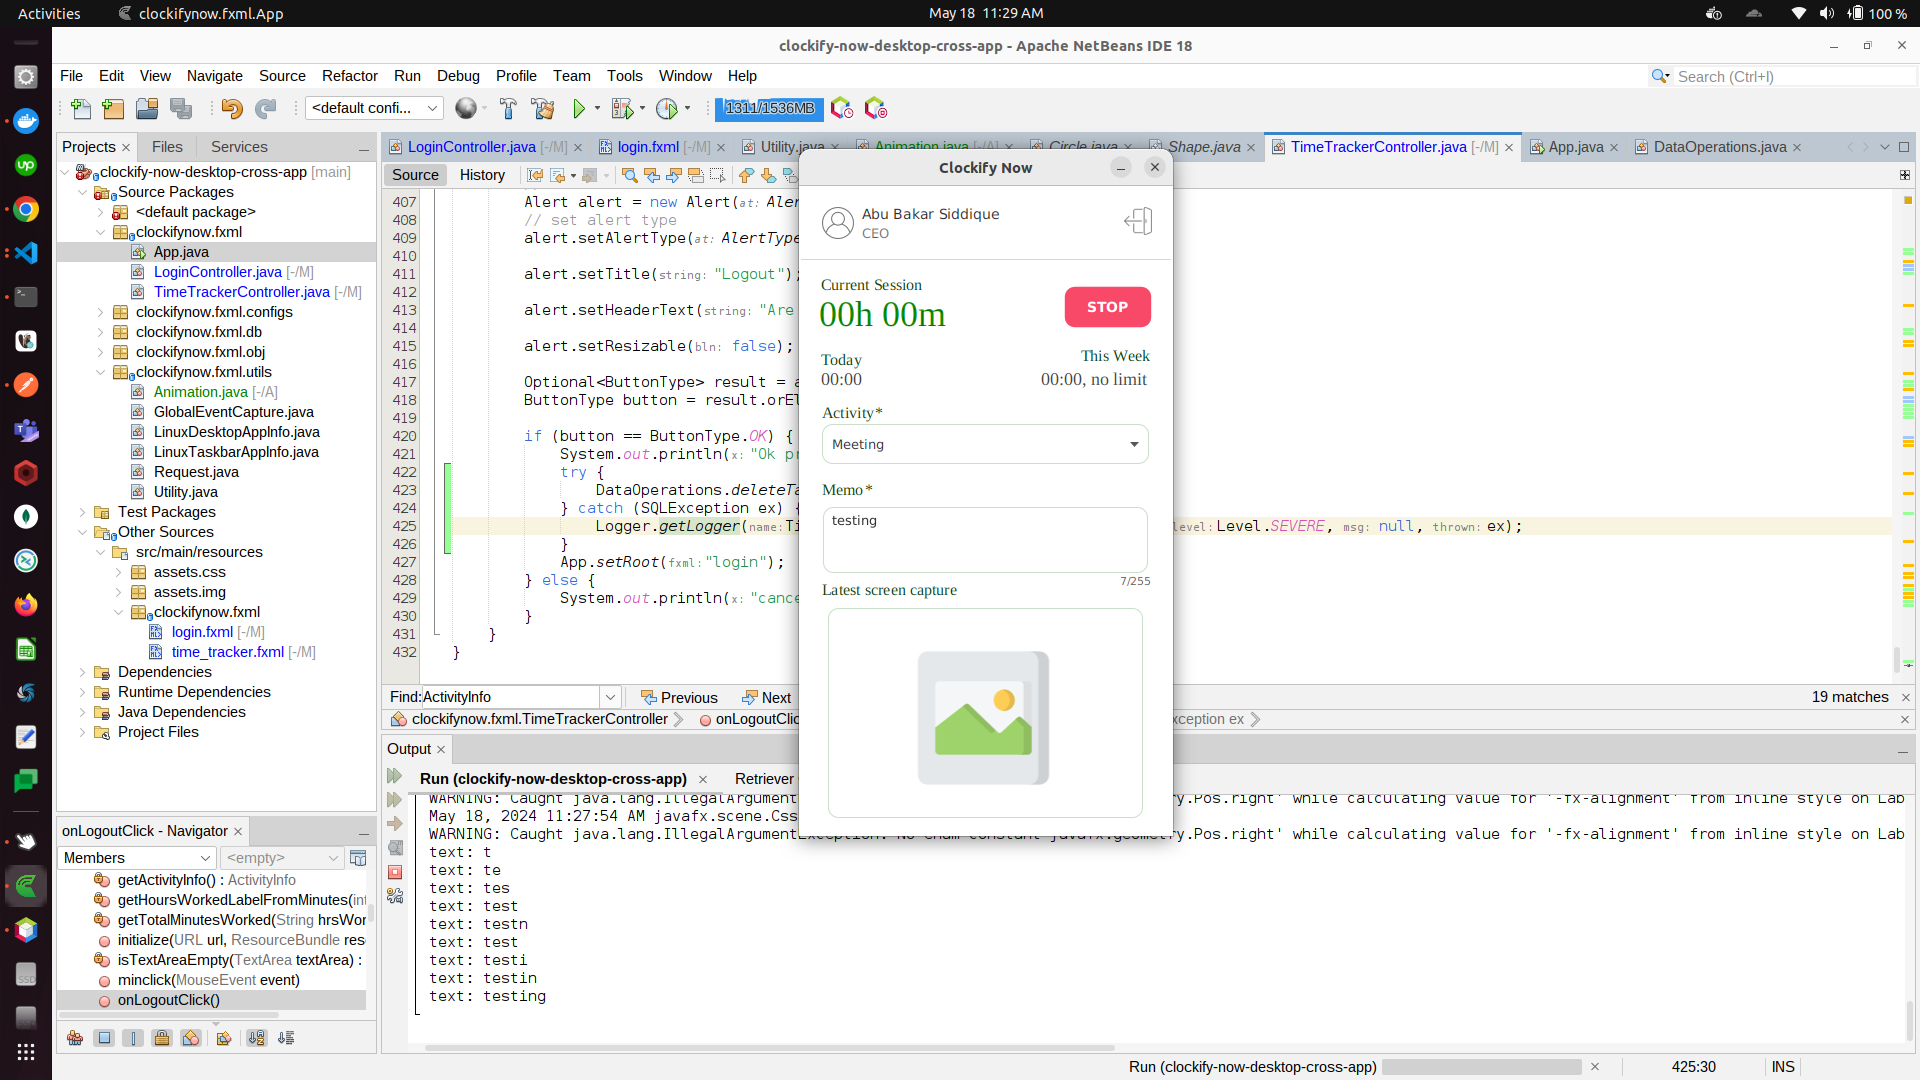 Activities
clockifynow.fxml.App
May 18 11:29 AM
100 %
clockify-now-desktop-cross-app - Apache NetBeans IDE 18
File Edit View Navigate Source Refactor Run Debug Profile Team Tools Window Help
Search (Ctrl+I)
<default confi...
1311/1536MB
Projects
Files
Services
clockify-now-desktop-cross-app [main]
Source Packages
<default package>
clockifynow.fxml
App.java
LoginController.java [-/M]
TimeTrackerController.java [-/M]
clockifynow.fxml.configs
clockifynow.fxml.db
clockifynow.fxml.obj
clockifynow.fxml.utils
Animation.java [-/A]
GlobalEventCapture.java
LinuxDesktopAppInfo.java
LinuxTaskbarAppInfo.java
Request.java
Utility.java
Test Packages
Other Sources
src/main/resources
assets.css
assets.img
clockifynow.fxml
login.fxml [-/M]
time_tracker.fxml [-/M]
Dependencies
Runtime Dependencies
Java Dependencies
Project Files
onLogoutClick - Navigator
Members
<empty>
getActivityInfo() : ActivityInfo
getHoursWorkedLabelFromMinutes(in
getTotalMinutesWorked(String hrsWor
initialize(URL url, ResourceBundle res
isTextAreaEmpty(TextArea textArea) :
minclick(MouseEvent event)
onLogoutClick()
LoginController.java [-/M]
login.fxml [-/M]
Utility.java
Animation.java [-/A]
Circle.java
Shape.java
TimeTrackerController.java [-/M]
App.java
DataOperations.java
Source
History
407 Alert alert = new Alert(at: Aler
408 // set alert type
409 alert.setAlertType(at: AlertType
410
411 alert.setTitle(string: "Logout");
412
413 alert.setHeaderText(string: "Are
414
415 alert.setResizable(bln: false);
416
417 Optional<ButtonType> result = a
418 ButtonType button = result.orEl
419
420 if (button == ButtonType.OK) {
421 System.out.println(x: "Ok pr
422 try {
423 DataOperations.deleteTa
424 } catch (SQLException ex) {
425 Logger.getLogger(name:Ti level: Level.SEVERE, msg: null, thrown: ex);
426 }
427 App.setRoot(fxml:"login");
428 } else {
429 System.out.println(x: "cance
430 }
431 }
432 }
Find: ActivityInfo
Previous
Next
19 matches
clockifynow.fxml.TimeTrackerController
onLogoutClic
xception ex
Output
Run (clockify-now-desktop-cross-app)
Retriever
WARNING: Caught java.lang.IllegalArgument ry.Pos.right' while calculating value for '-fx-alignment' from inline style on Lab
May 18, 2024 11:27:54 AM javafx.scene.Css
WARNING: Caught java.lang.IllegalArgumentException: No enum constant javafx.geometry.Pos.right' while calculating value for '-fx-alignment' from inline style on Lab
text: t
text: te
text: tes
text: test
text: testn
text: test
text: testi
text: testin
text: testing
Run (clockify-now-desktop-cross-app)
425:30
INS
Clockify Now
Abu Bakar Siddique
CEO
Current Session
00h 00m
STOP
Today
00:00
This Week
00:00, no limit
Activity*
Meeting
Memo*
testing
7/255
Latest screen capture